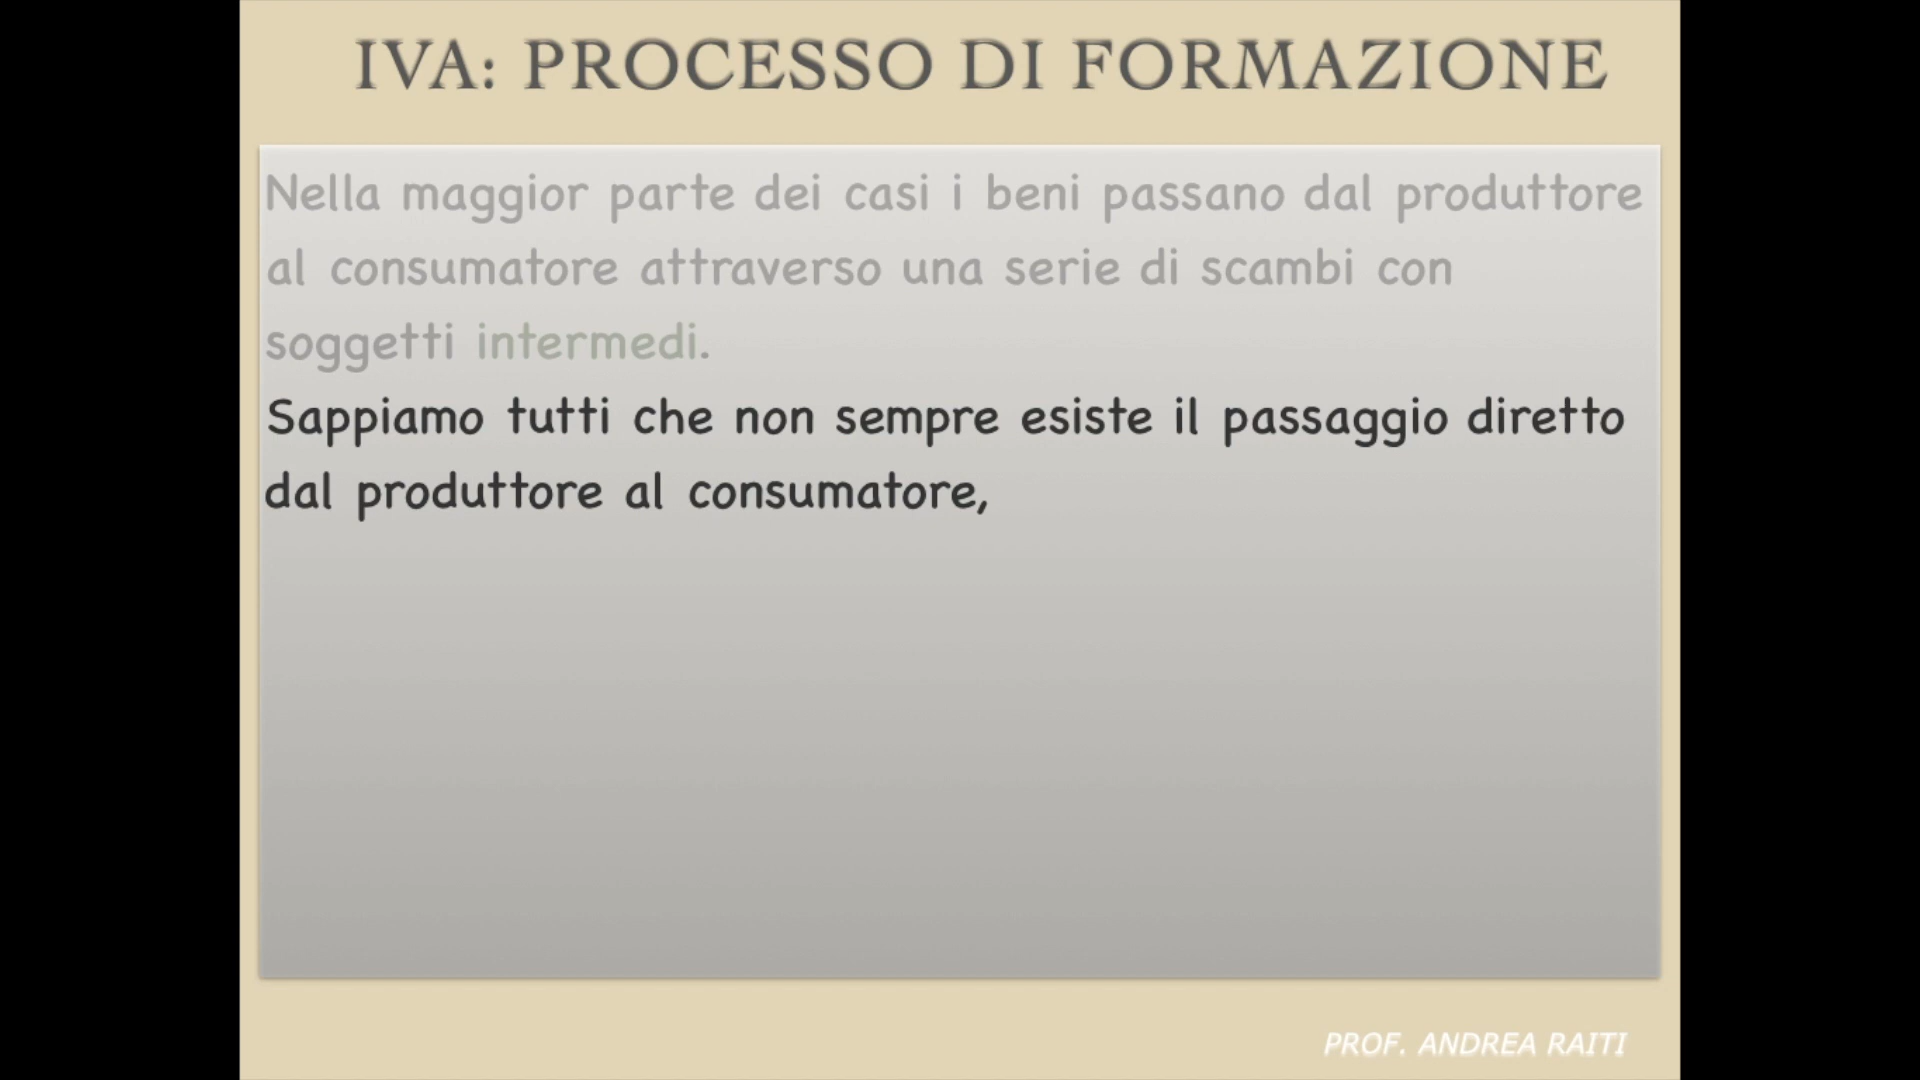 IVA: PROCESSO DI FORMAZIONE
Nella maggior parte dei casi i beni passano dal produttore
al consumatore attraverso una serie di scambi con
soggetti intermedi.
Sappiamo tutti che non sempre esiste il passaggio diretto
dal produttore al consumatore,
PROF. ANDREA RAITI